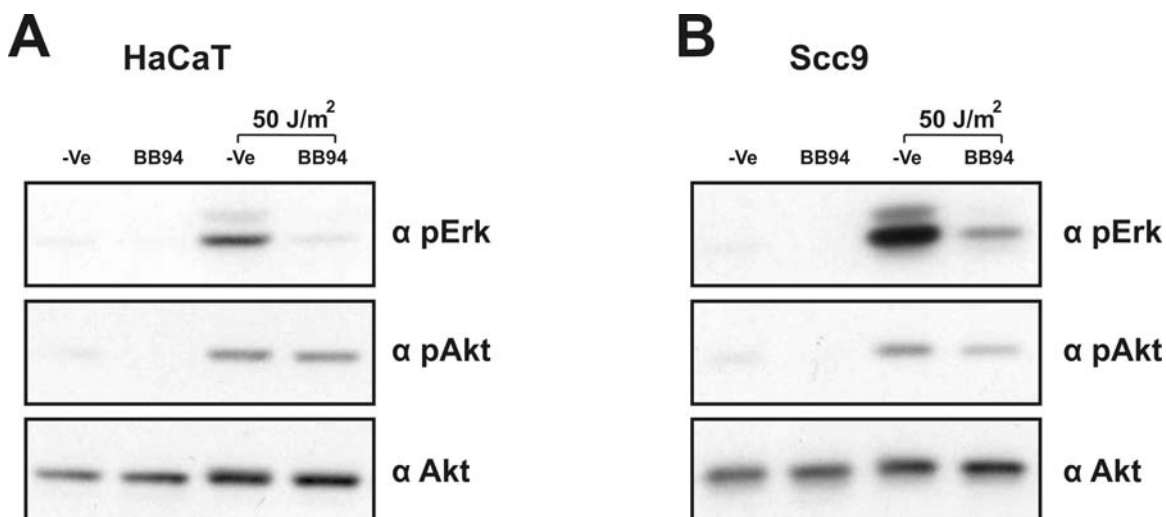 A
HaCaT
50 J/m²
-Ve BB94 -Ve BB94
α pErk
α pAkt
α Akt
B
Scc9
50 J/m²
-Ve BB94 -Ve BB94
α pErk
α pAkt
α Akt